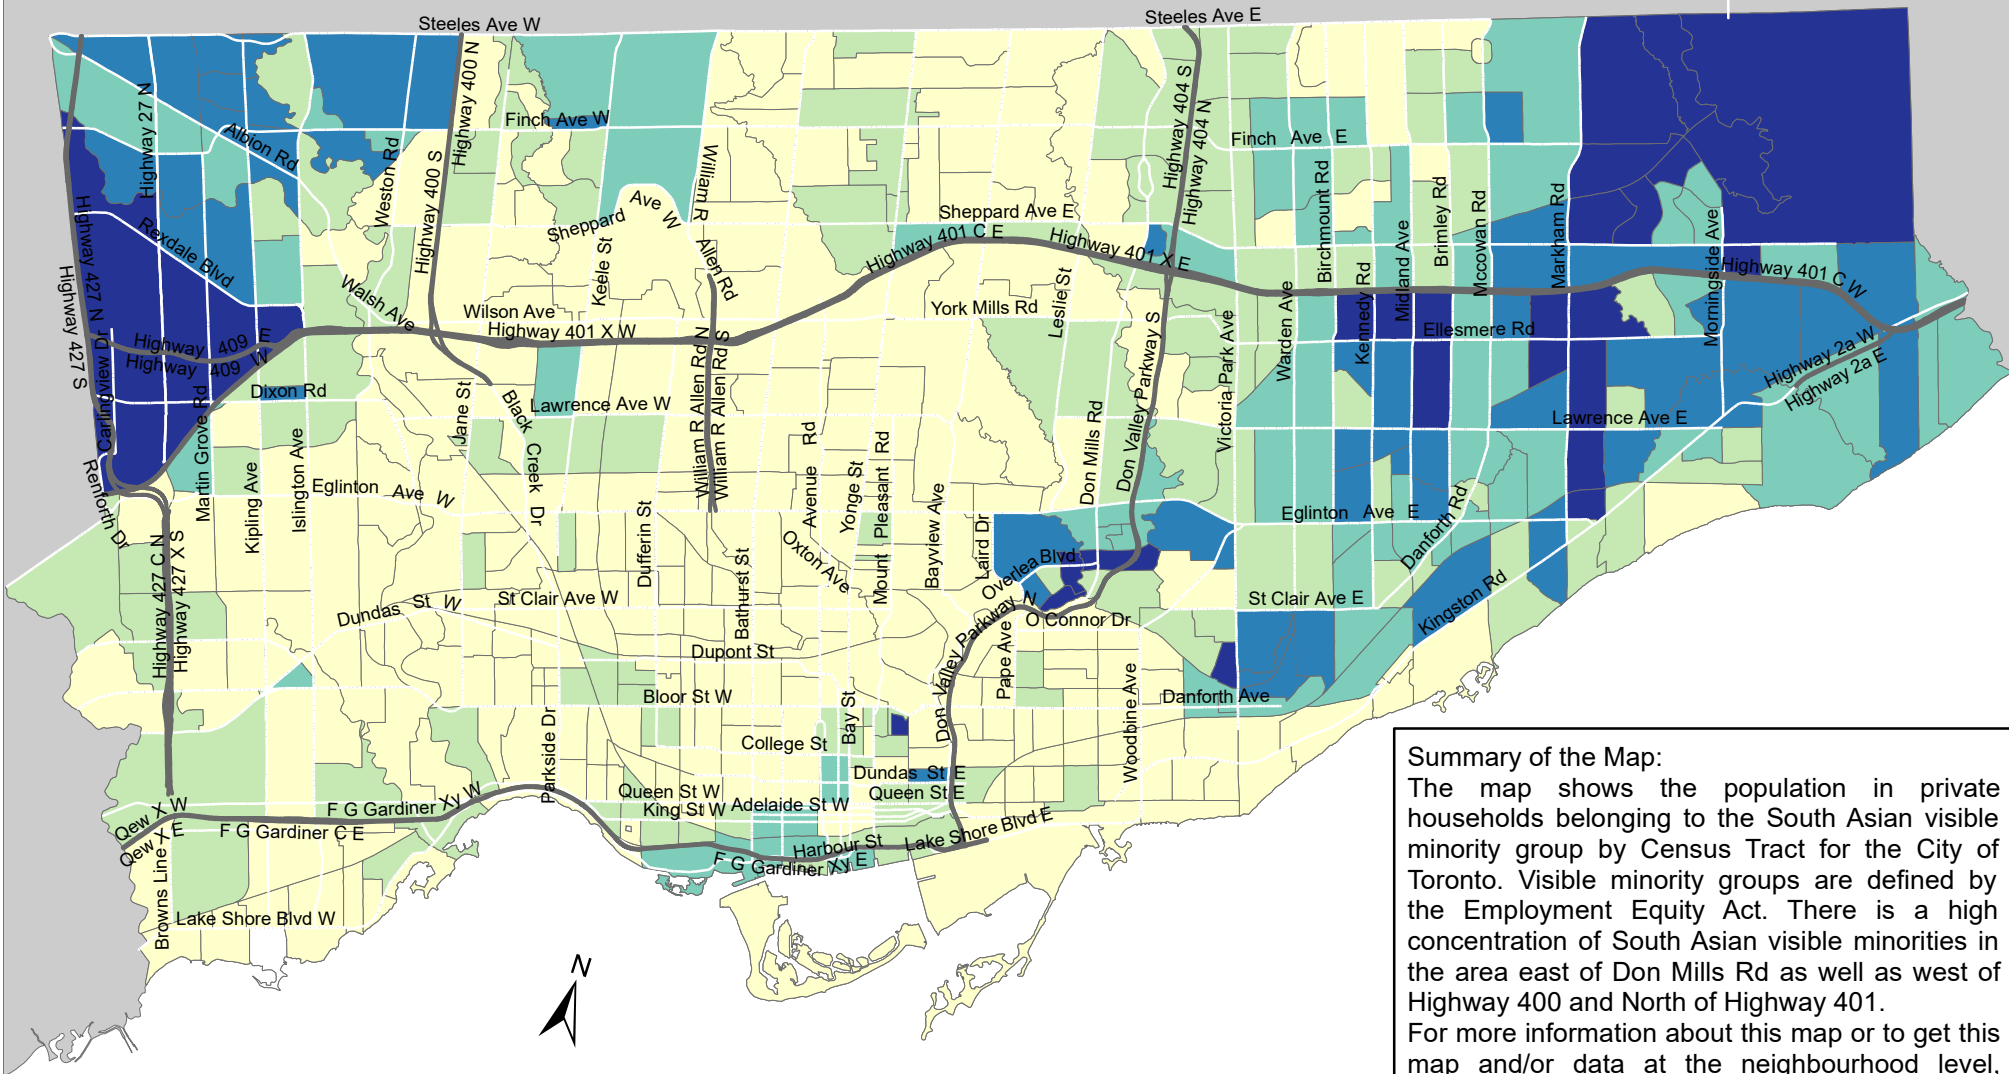 Steeles Ave W
Steeles Ave E
Highway 400 N
Highway 404 S
Highway 404 N
Highway 27 N
Finch Ave W
Finch Ave E
Albion Rd
Weston Rd
Highway 400 S
William R
Allen Rd
Sheppard
Ave W
Sheppard Ave E
Birchmount Rd
Midland Ave
Brimley Rd
Mccowan Rd
Markham Rd
Morningside Ave
Highway 427 N
Highway 427 S
Rexdale Blvd
Keele St
Highway 401 C E
Highway 401 X E
Highway 401 C W
Walsh Ave
Wilson Ave
Highway 401 X W
York Mills Rd
Leslie St
Warden Ave
Kennedy Rd
Ellesmere Rd
Highway 409 E
Highway 409 W
Carlingview Dr
Highway 2a W
Highway 2a E
Dixon Rd
Martin Grove Rd
Jane St
Black Creek Dr
Lawrence Ave W
William R Allen Rd N
William R Allen Rd S
Don Valley Parkway S
Victoria Park Ave
Lawrence Ave E
Renforth Dr
Kipling Ave
Islington Ave
Eglinton Ave W
Dufferin St
Avenue Rd
Yonge St
Mount Pleasant Rd
Bayview Ave
Laird Dr
Don Mills Rd
Eglinton Ave E
Danforth Rd
Oxton Ave
Overlea Blvd
Highway 427 C N
Highway 427 X S
Dundas St W
St Clair Ave W
Bathurst St
St Clair Ave E
Kingston Rd
O Connor Dr
Don Valley Parkway N
Pape Ave
Dupont St
Bloor St W
Bay St
Woodbine Ave
Danforth Ave
Parkside Dr
College St
Dundas St E
Queen St W
Queen St E
King St W
Adelaide St W
Qew X W
Qew X E
F G Gardiner Xy W
F G Gardiner C E
Harbour St
Lake Shore Blvd E
F G Gardiner Xy E
Browns Line
Lake Shore Blvd W
N
Summary of the Map:
The map shows the population in private
households belonging to the South Asian visible
minority group by Census Tract for the City of
Toronto. Visible minority groups are defined by
the Employment Equity Act. There is a high
concentration of South Asian visible minorities in
the area east of Don Mills Rd as well as west of
Highway 400 and North of Highway 401.
For more information about this map or to get this
map and/or data at the neighbourhood level,